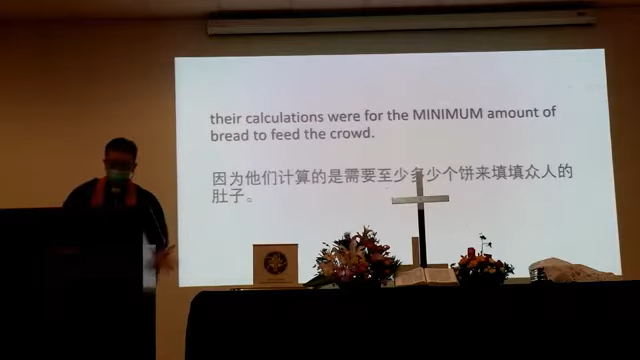 their calculations were for the MINIMUM amount of
bread to feed the crowd.
因为他们计算的是需要至少多少个饼来填填众人的
肚子。